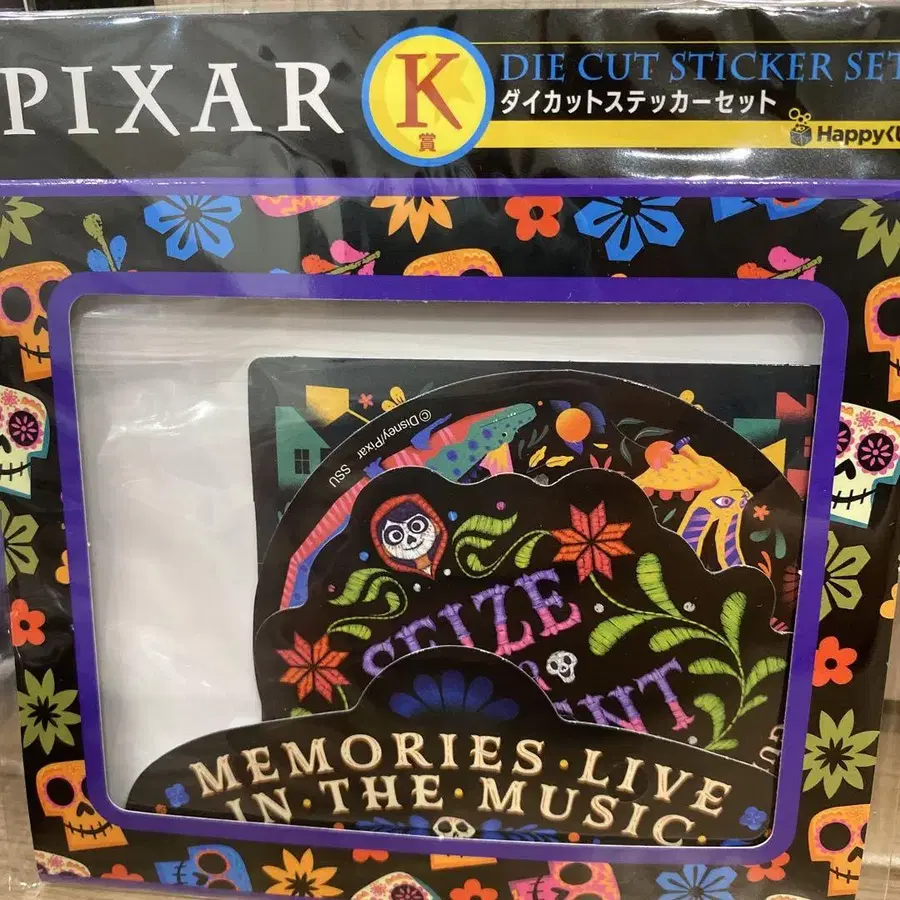 PIXAR
K
賞
DIE CUT STICKER SET
ダイカットステッカーセット
Happyく
©Disney/Pixar
SSU
SEIZE
MEMORIES·LIVE
IN·THE·MUSIC